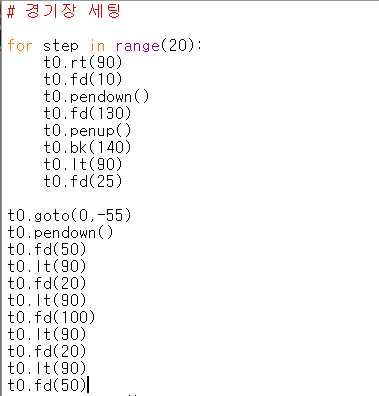 # 경기장 세팅
for step in range(20):
t0.rt(90)
t0.fd(10)
t0.pendown()
t0.fd(130)
t0.penup()
t0.bk(140)
t0.lt(90)
t0.fd(25)
t0.goto(0,-55)
t0.pendown()
t0.fd(50)
t0.lt(90)
t0.fd(20)
t0.lt(90)
t0.fd(100)
t0.lt(90)
t0.fd(20)
t0.lt(90)
t0.fd(50)